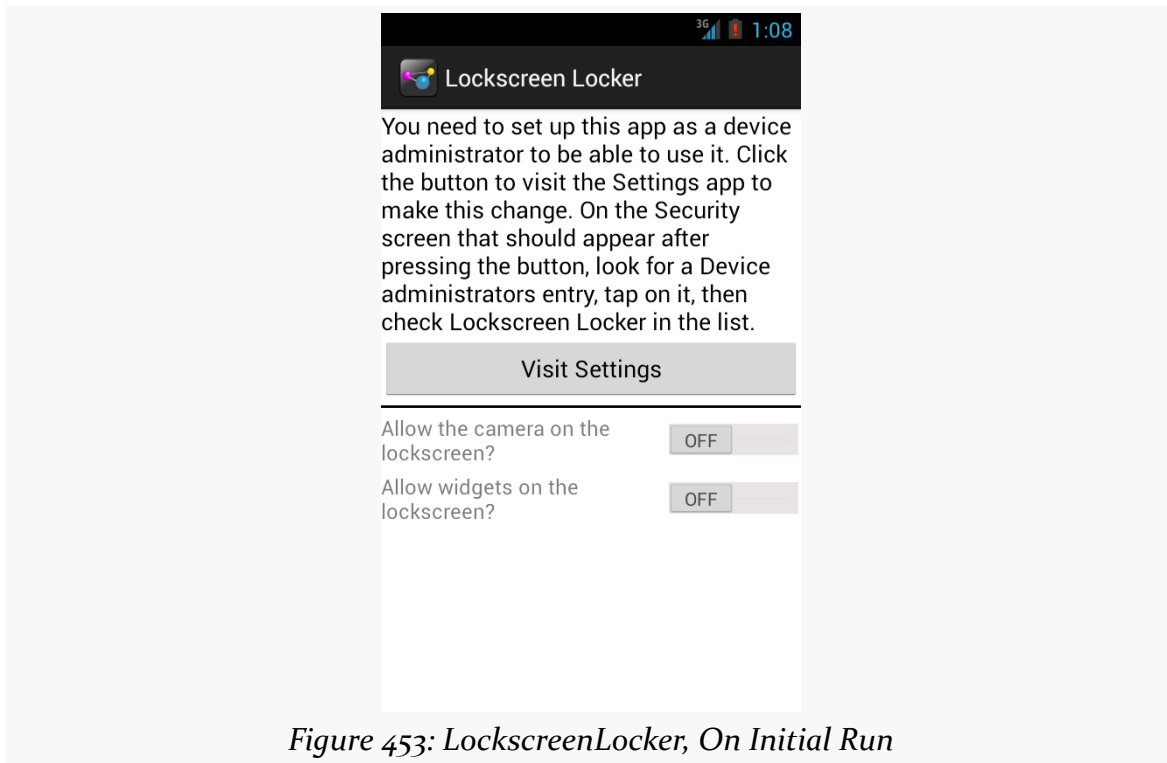 3G 1:08
Lockscreen Locker
You need to set up this app as a device
administrator to be able to use it. Click
the button to visit the Settings app to
make this change. On the Security
screen that should appear after
pressing the button, look for a Device
administrators entry, tap on it, then
check Lockscreen Locker in the list.
Visit Settings
Allow the camera on the
lockscreen?
OFF
Allow widgets on the
lockscreen?
OFF
Figure 453: LockscreenLocker, On Initial Run